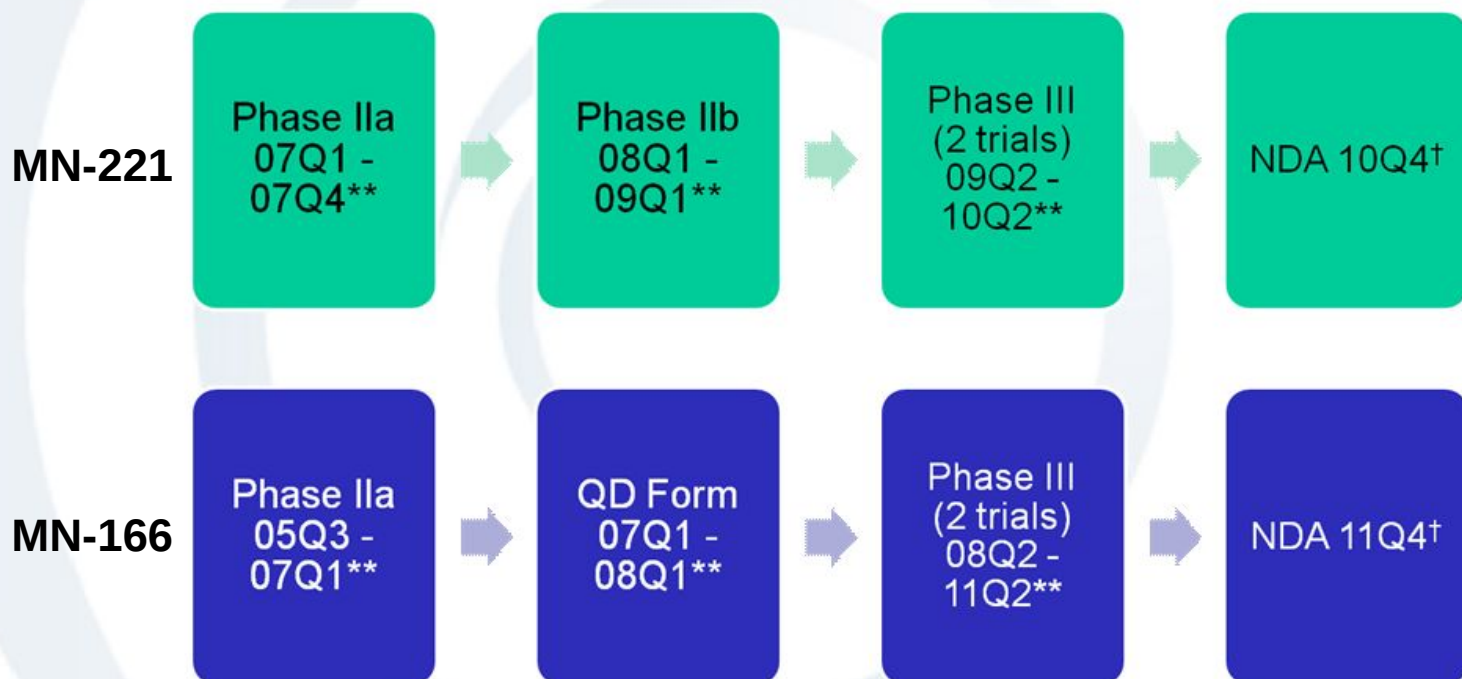 MN-221
Phase IIa
07Q1 -
07Q4**
Phase IIb
08Q1 -
09Q1**
Phase III
(2 trials)
09Q2 -
10Q2**
NDA 10Q4†
MN-166
Phase IIa
05Q3 -
07Q1**
QD Form
07Q1 -
08Q1**
Phase III
(2 trials)
08Q2 -
11Q2**
NDA 11Q4†